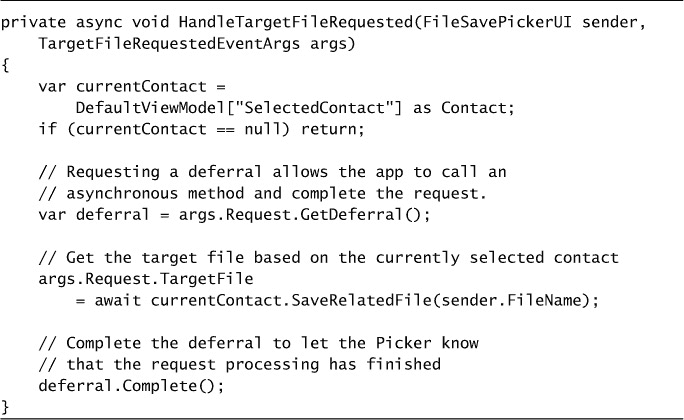 private async void HandleTargetFileRequested(FileSavePickerUI sender,
    TargetFileRequestedEventArgs args)
{
    var currentContact =
        DefaultViewModel["SelectedContact"] as Contact;
    if (currentContact == null) return;

    // Requesting a deferral allows the app to call an
    // asynchronous method and complete the request.
    var deferral = args.Request.GetDeferral();

    // Get the target file based on the currently selected contact
    args.Request.TargetFile
        = await currentContact.SaveRelatedFile(sender.FileName);

    // Complete the deferral to let the Picker know
    // that the request processing has finished
    deferral.Complete();
}